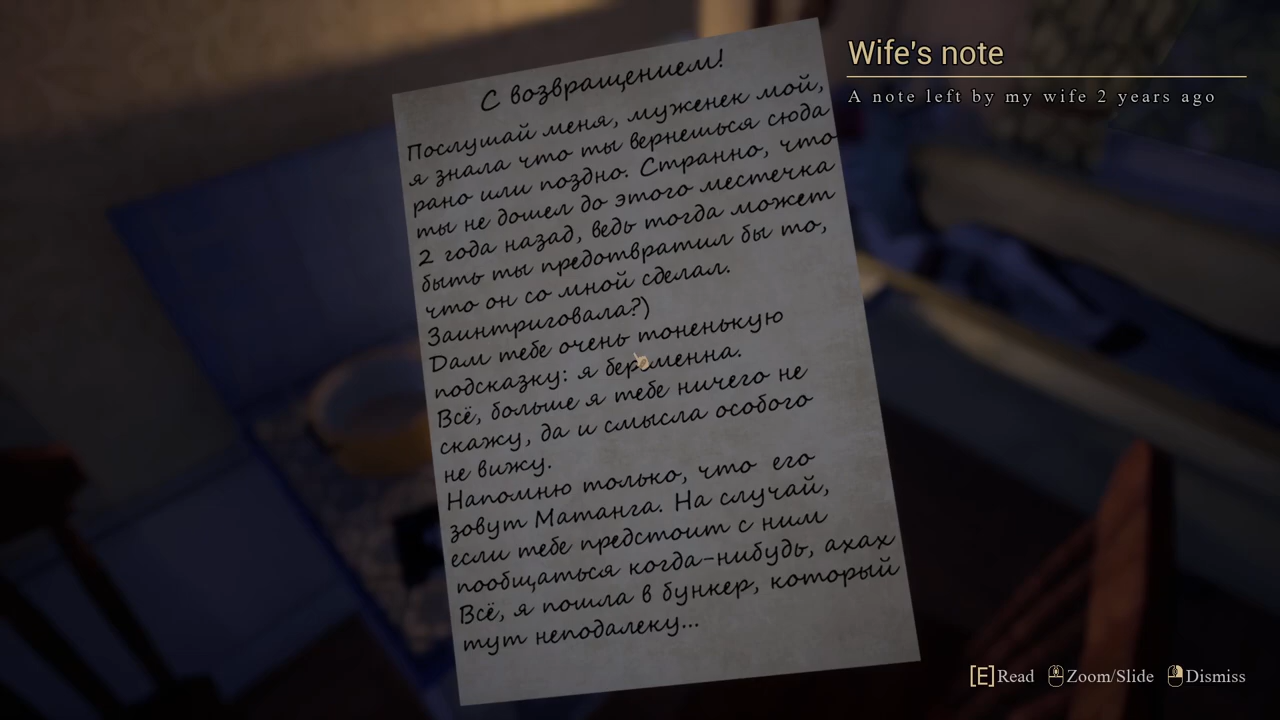 С возвращением!
Послушай меня, муженек мой,
я знала что ты вернешься сюда
рано или поздно. Странно, что
ты не дошел до этого местечка
2 года назад, ведь тогда может
быть ты предотвратил бы то,
что он со мной сделал.
Заинтриговала?)
Дам тебе очень тоненькую
подсказку: я беременна.
Всё, больше я тебе ничего не
скажу, да и смысла особого
не вижу.
Напомню только, что его
зовут Матанга. На случай,
если тебе предстоит с ним
пообщаться когда-нибудь, ахах
Всё, я пошла в бункер, который
тут неподалеку...
Wife's note
A note left by my wife 2 years ago
[E]Read Zoom/Slide Dismiss